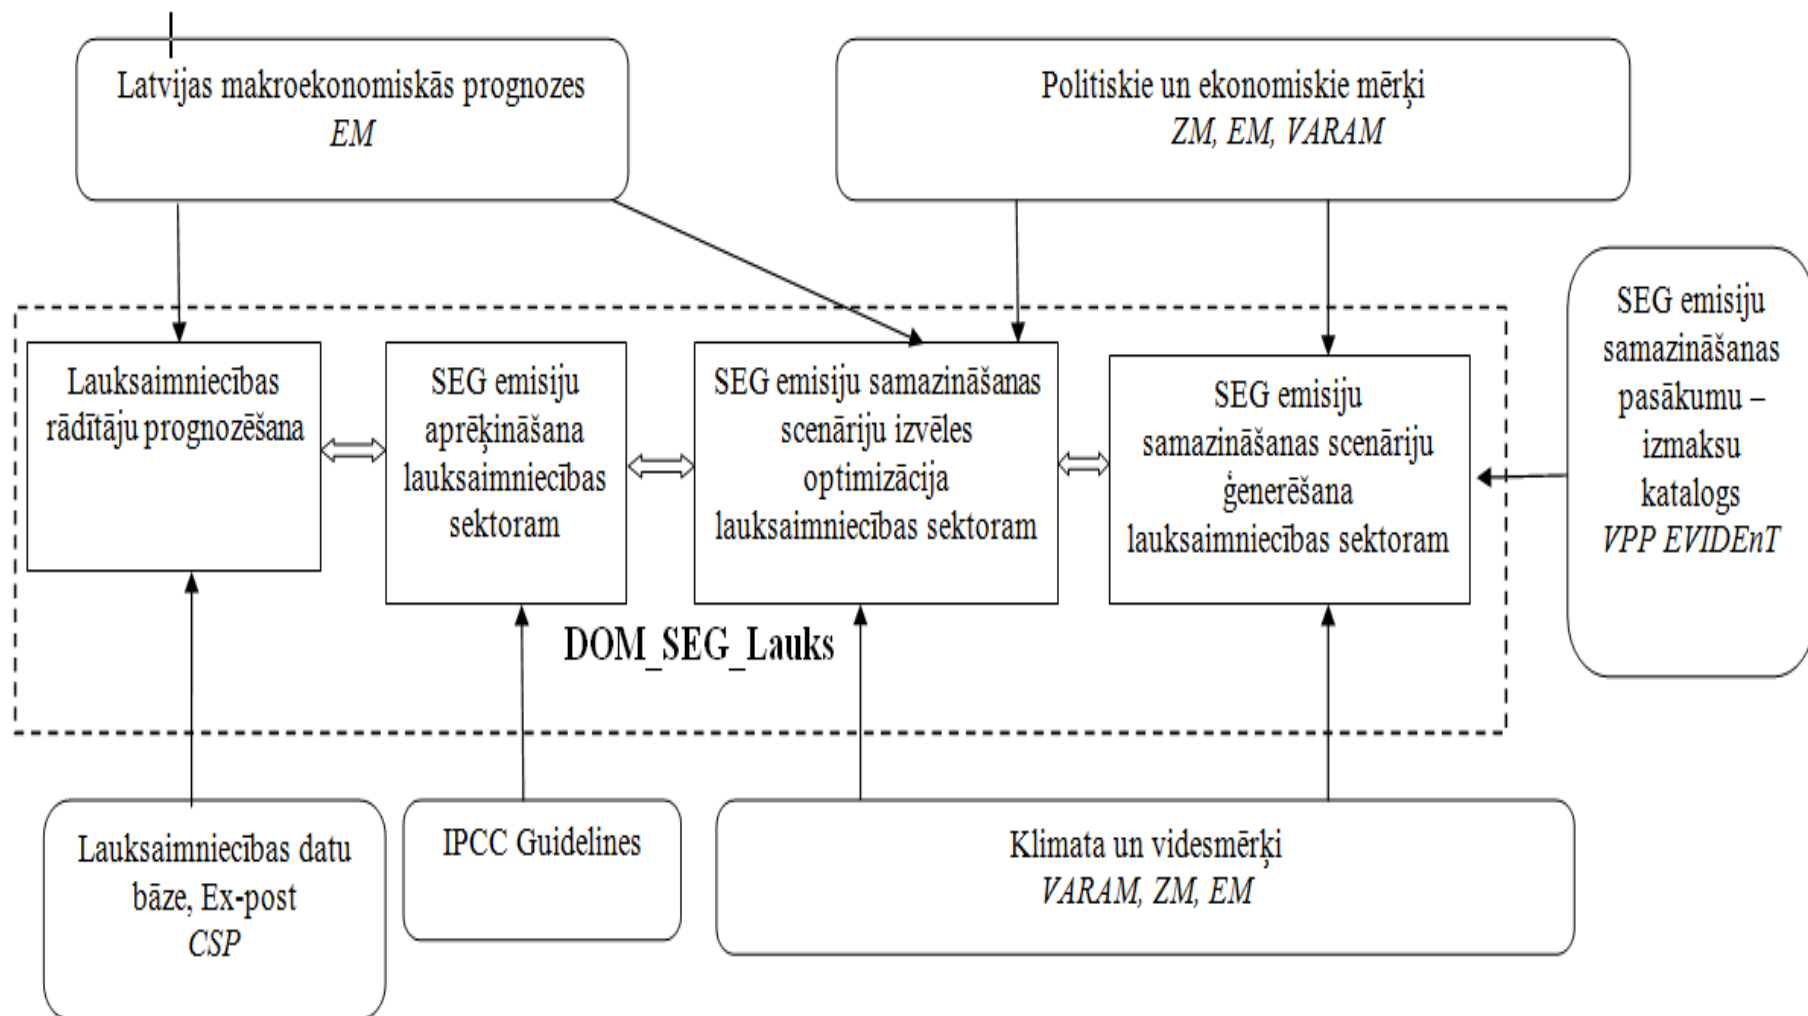 Latvijas makroekonomiskās prognozes
EM
Politiskie un ekonomiskie mērķi
ZM, EM, VARAM
SEG emisiju
samazināšanas
pasākumu –
izmaksu
katalogs
VPP EVIDEnT
Lauksaimniecības
rādītāju prognozēšana
SEG emisiju
aprēķināšana
lauksaimniecības
sektoram
SEG emisiju samazināšanas
scenāriju izvēles
optimizācija
lauksaimniecības sektoram
SEG emisiju
samazināšanas scenāriju
ģenerēšana
lauksaimniecības sektoram
DOM_SEG_Lauks
Lauksaimniecības datu
bāze, Ex-post
CSP
IPCC Guidelines
Klimata un videsmērķi
VARAM, ZM, EM